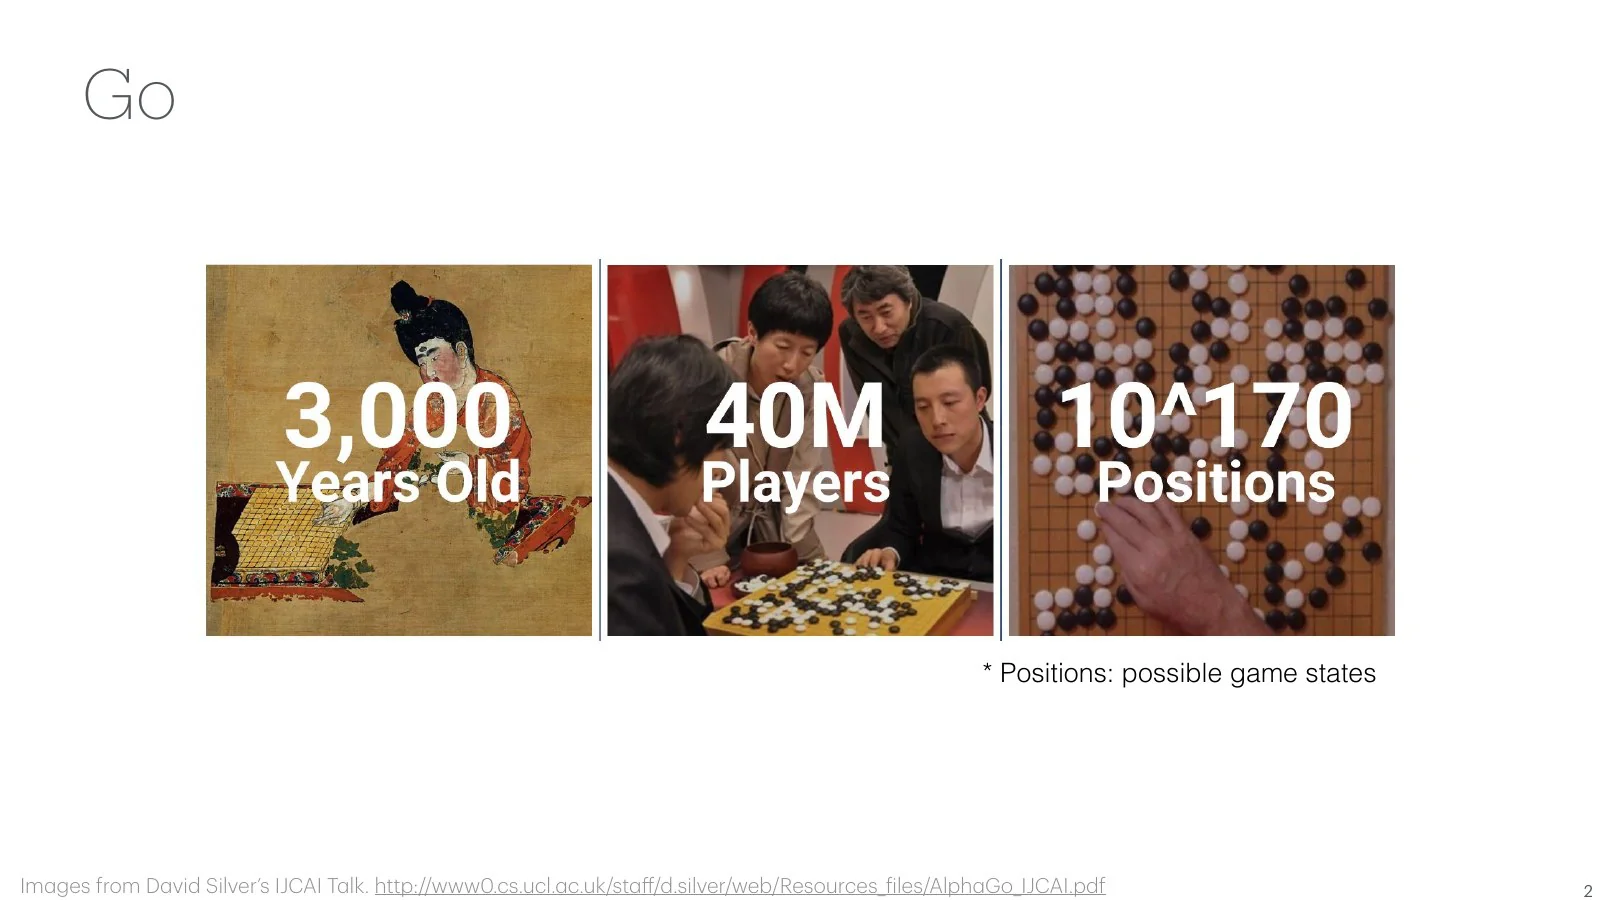 Go
3,000
Years Old
40M
Players
10^170
Positions
* Positions: possible game states
Images from David Silver's IJCAI Talk. http://www0.cs.ucl.ac.uk/staff/d.silver/web/Resources_files/AlphaGo_IJCAI.pdf
2